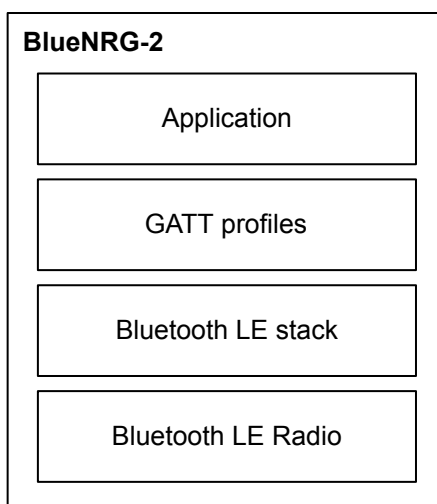 BlueNRG-2
Application
GATT profiles
Bluetooth LE stack
Bluetooth LE Radio